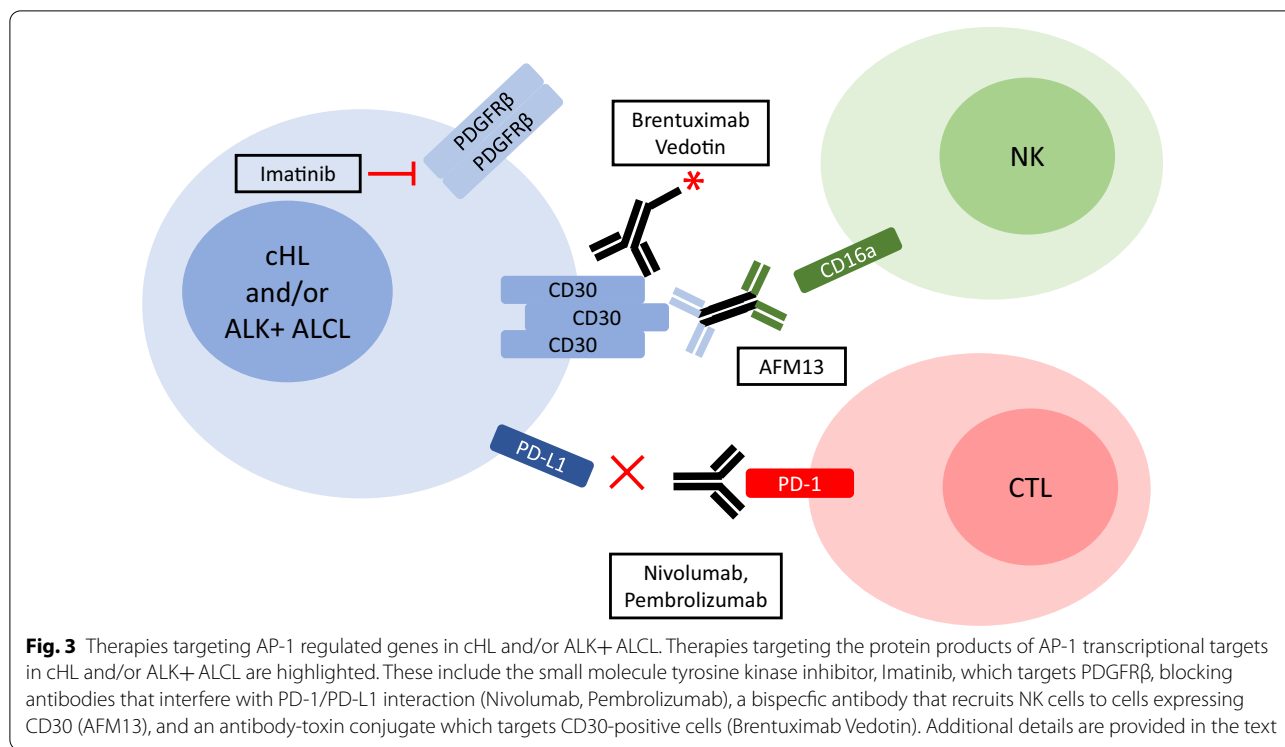 PDGFRβ
PDGFRβ
Imatinib
Brentuximab
Vedotin
*
NK
CD16a
cHL
and/or
ALK+ ALCL
CD30
CD30
CD30
AFM13
PD-L1
PD-1
CTL
Nivolumab,
Pembrolizumab
Fig. 3 Therapies targeting AP-1 regulated genes in cHL and/or ALK+ ALCL. Therapies targeting the protein products of AP-1 transcriptional targets
in cHL and/or ALK+ ALCL are highlighted. These include the small molecule tyrosine kinase inhibitor, Imatinib, which targets PDGFRβ, blocking
antibodies that interfere with PD-1/PD-L1 interaction (Nivolumab, Pembrolizumab), a bispecfic antibody that recruits NK cells to cells expressing
CD30 (AFM13), and an antibody-toxin conjugate which targets CD30-positive cells (Brentuximab Vedotin). Additional details are provided in the text